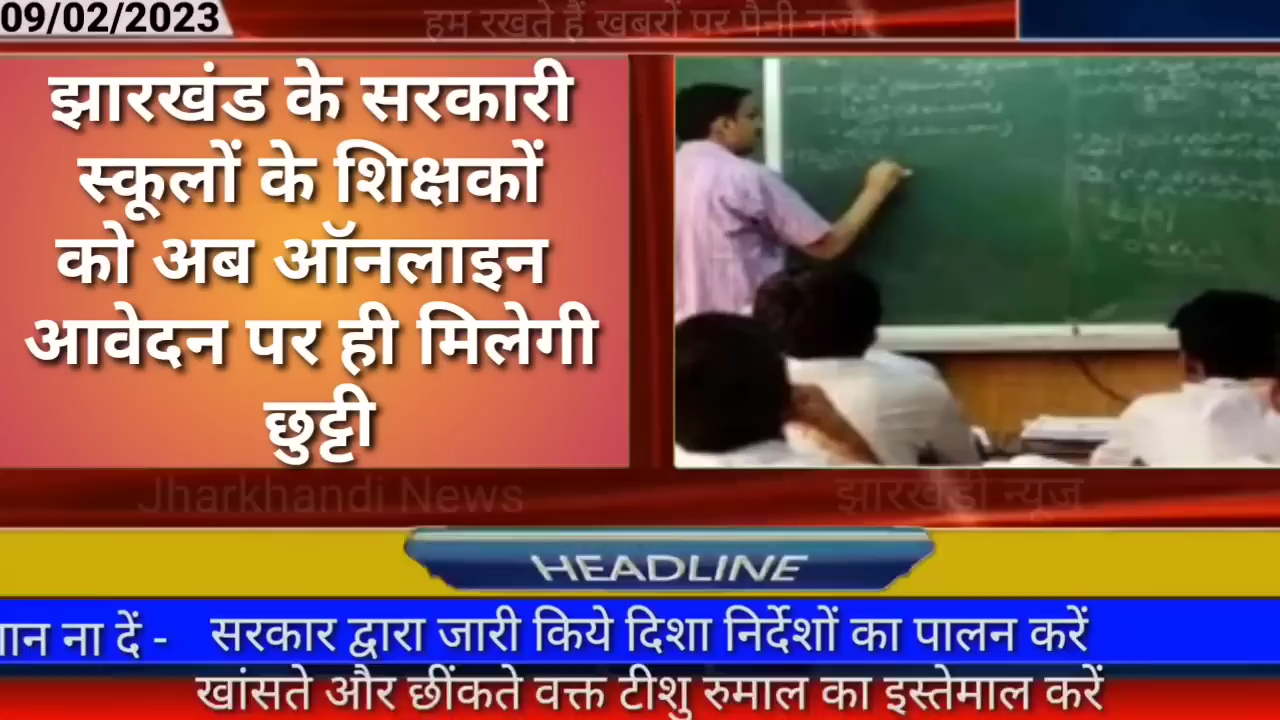 09/02/2023
हम रखते हैं खबरों पर पैनी नजर
झारखंड के सरकारी
स्कूलों के शिक्षकों
को अब ऑनलाइन
आवेदन पर ही मिलेगी
छुट्टी
Jharkhandi News
झारखंडी न्यूज
HEADLINE
ना दें - सरकार द्वारा जारी किये दिशा निर्देशों का पालन करें
खांसते और छींकते वक्त टीशु रुमाल का इस्तेमाल करें